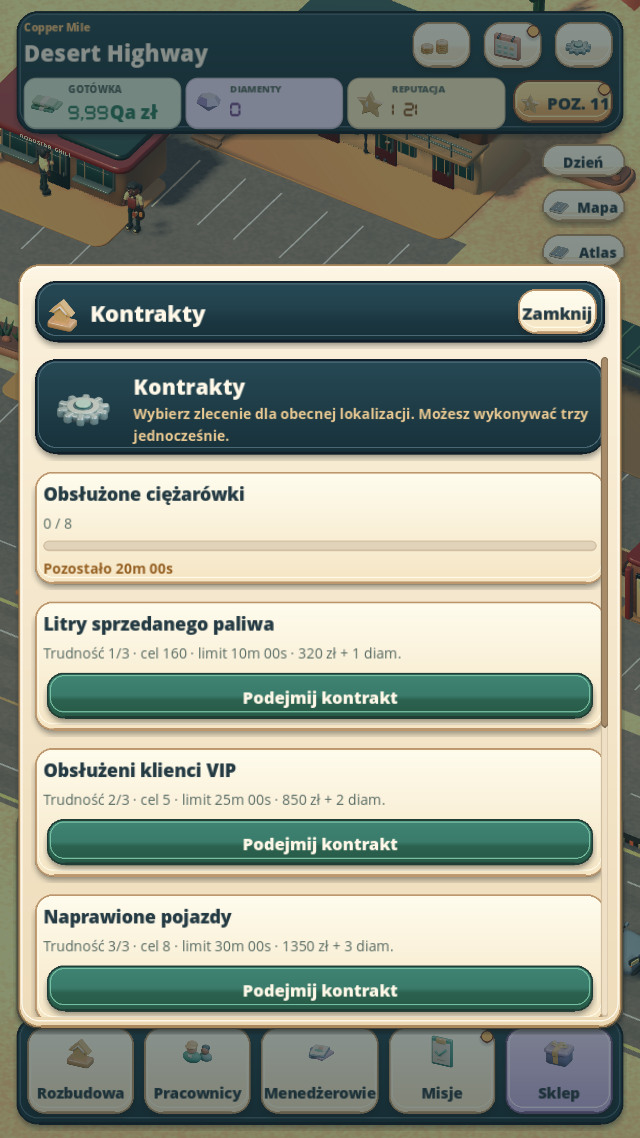 Copper Mile
Desert Highway
GOTÓWKA
9,99Qa zł
DIAMENTY
0
REPUTACJA
121
POZ. 11
ROADSTAR GRILL
Dzień
Mapa
Atlas
Kontrakty
Zamknij
Kontrakty
Wybierz zlecenie dla obecnej lokalizacji. Możesz wykonywać trzy
jednocześnie.
Obsłużone ciężarówki
0 / 8
Pozostało 20m 00s
Litry sprzedanego paliwa
Trudność 1/3 · cel 160 · limit 10m 00s · 320 zł + 1 diam.
Podejmij kontrakt
Obsłużeni klienci VIP
Trudność 2/3 · cel 5 · limit 25m 00s · 850 zł + 2 diam.
Podejmij kontrakt
Naprawione pojazdy
Trudność 3/3 · cel 8 · limit 30m 00s · 1350 zł + 3 diam.
Podejmij kontrakt
Rozbudowa
Pracownicy
Menedżerowie
Misje
Sklep